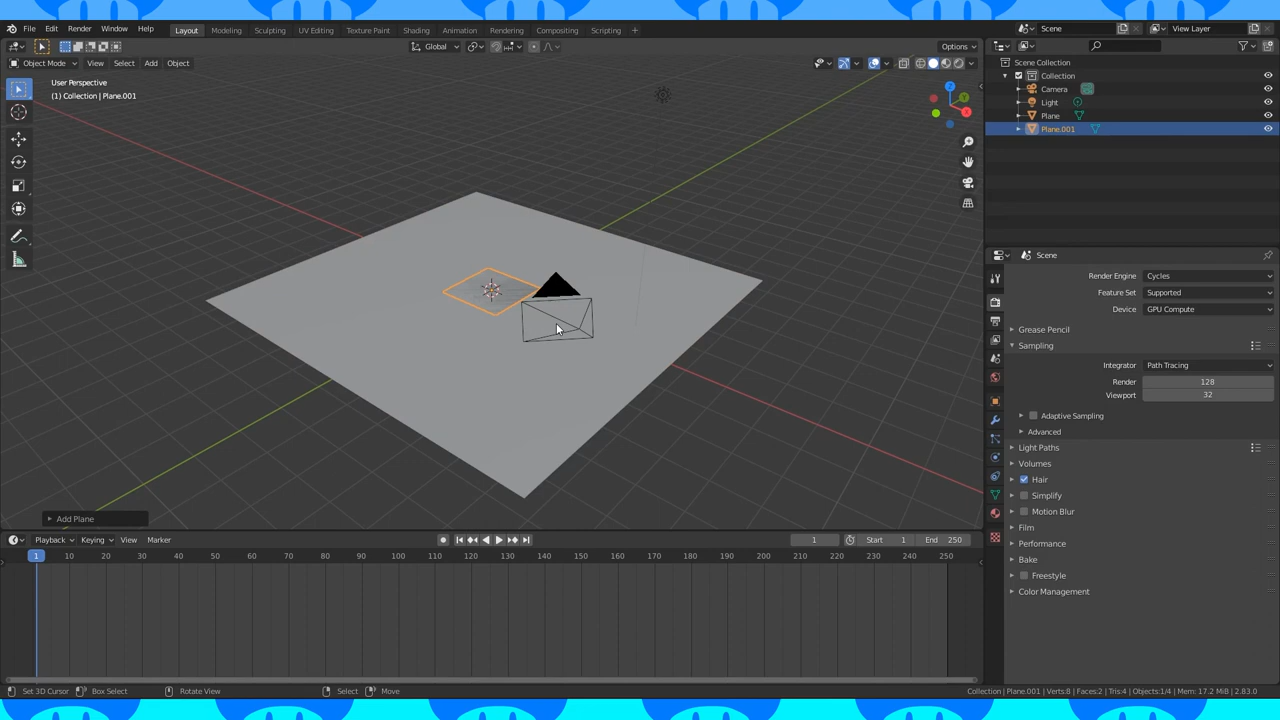 File Edit Render Window Help Layout Modeling Sculpting UV Editing Texture Paint Shading Animation Rendering Compositing Scripting + Scene View Layer
Global Options
Object Mode View Select Add Object
User Perspective
(1) Collection | Plane.001
Scene Collection
Collection
Camera
Light
Plane
Plane.001
Scene
Render Engine Cycles
Feature Set Supported
Device GPU Compute
Grease Pencil
Sampling
Integrator Path Tracing
Render 128
Viewport 32
Adaptive Sampling
Advanced
Light Paths
Volumes
Hair
Simplify
Motion Blur
Film
Performance
Bake
Freestyle
Color Management
Add Plane
Playback Keying View Marker 1 Start 1 End 250
1 10 20 30 40 50 60 70 80 90 100 110 120 130 140 150 160 170 180 190 200 210 220 230 240 250
Set 3D Cursor Box Select Rotate View Select Move Collection | Plane.001 | Verts:8 | Faces:2 | Tris:4 | Objects:1/4 | Mem: 17.2 MiB | 2.83.0